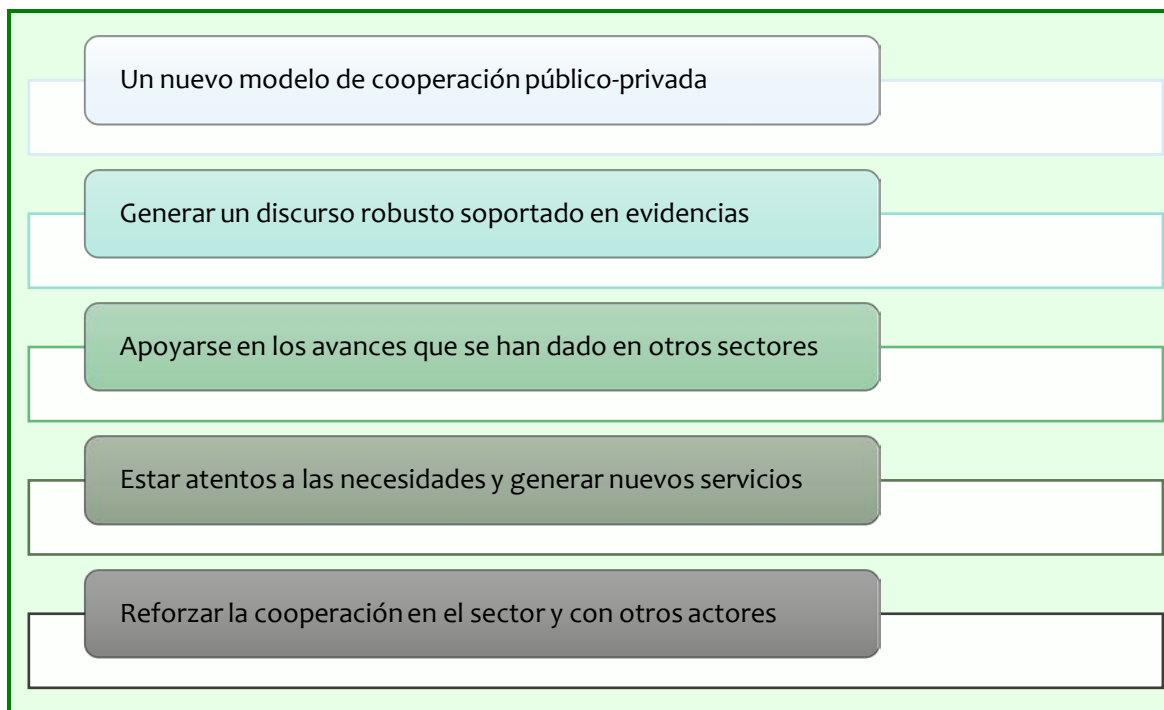 Un nuevo modelo de cooperación público-privada
Generar un discurso robusto soportado en evidencias
Apoyarse en los avances que se han dado en otros sectores
Estar atentos a las necesidades y generar nuevos servicios
Reforzar la cooperación en el sector y con otros actores